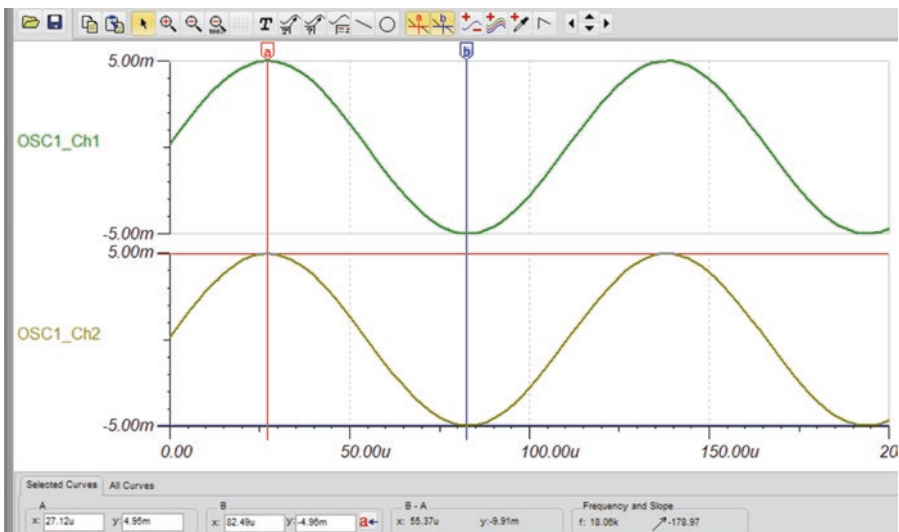 T
a b
5.00m
OSC1_Ch1
-5.00m
5.00m
OSC1_Ch2
-5.00m
0.00 50.00u 100.00u 150.00u 20
Selected Curves All Curves
A B B - A Frequency and Slope
x: 27.12u y: 4.95m x: 82.49u y: -4.96m a x: 55.37u y:-9.91m f: 18.06k -178.97